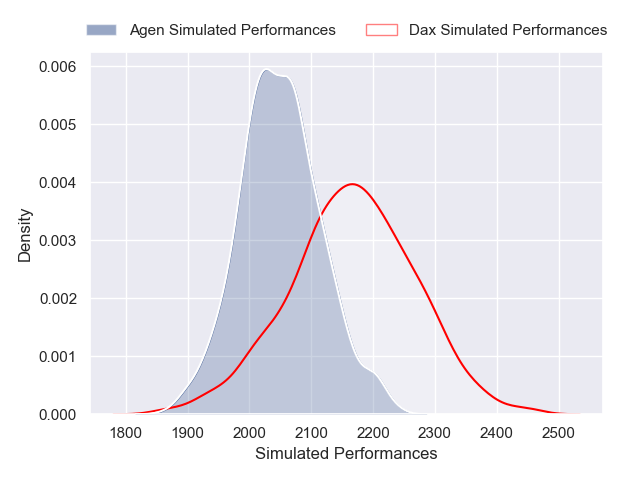 Agen Simulated Performances Dax Simulated Performances
0.006
0.005
0.004
0.003
0.002
0.001
0.000
Density
1800 1900 2000 2100 2200 2300 2400 2500
Simulated Performances